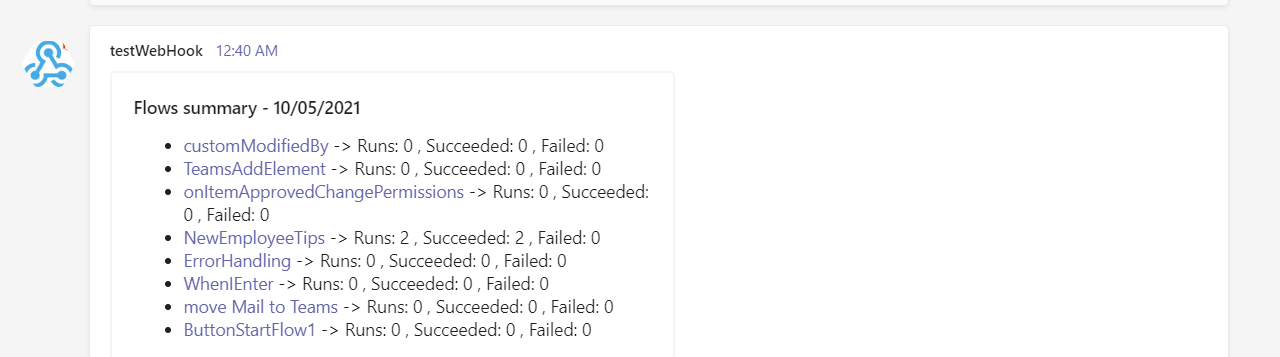 testWebHook 12:40 AM
Flows summary - 10/05/2021
customModifiedBy -> Runs: 0 , Succeeded: 0 , Failed: 0
TeamsAddElement -> Runs: 0 , Succeeded: 0 , Failed: 0
onItemApprovedChangePermissions -> Runs: 0 , Succeeded:
0 , Failed: 0
NewEmployeeTips -> Runs: 2 , Succeeded: 2 , Failed: 0
ErrorHandling -> Runs: 0 , Succeeded: 0 , Failed: 0
WhenIEnter -> Runs: 0 , Succeeded: 0 , Failed: 0
move Mail to Teams -> Runs: 0 , Succeeded: 0 , Failed: 0
ButtonStartFlow1 -> Runs: 0 , Succeeded: 0 , Failed: 0